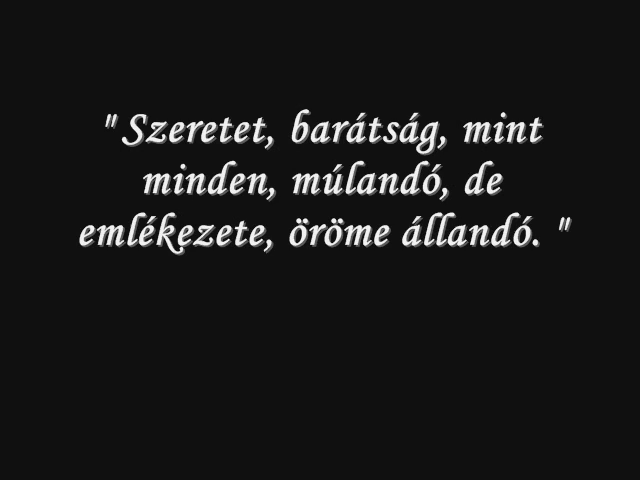 " Szeretet, barátság, mint
minden, múlandó, de
emlékezete, öröme állandó. "